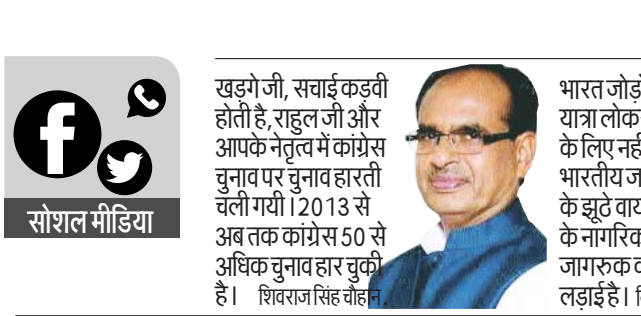 सोशल मीडिया
खड़गे जी, सचाई कड़वी
होती है, राहुल जी और
आपके नेतृत्व में कांग्रेस
चुनाव पर चुनाव हारती
चली गयी। 2013 से
अब तक कांग्रेस 50 से
अधिक चुनाव हार चुकी
है। शिवराज सिंह चौहान.
भारत जोड़ो
यात्रा लोक
के लिए नहीं
भारतीय ज
के झूठे वाय
के नागरिक
जागरुक व
लड़ाई है।